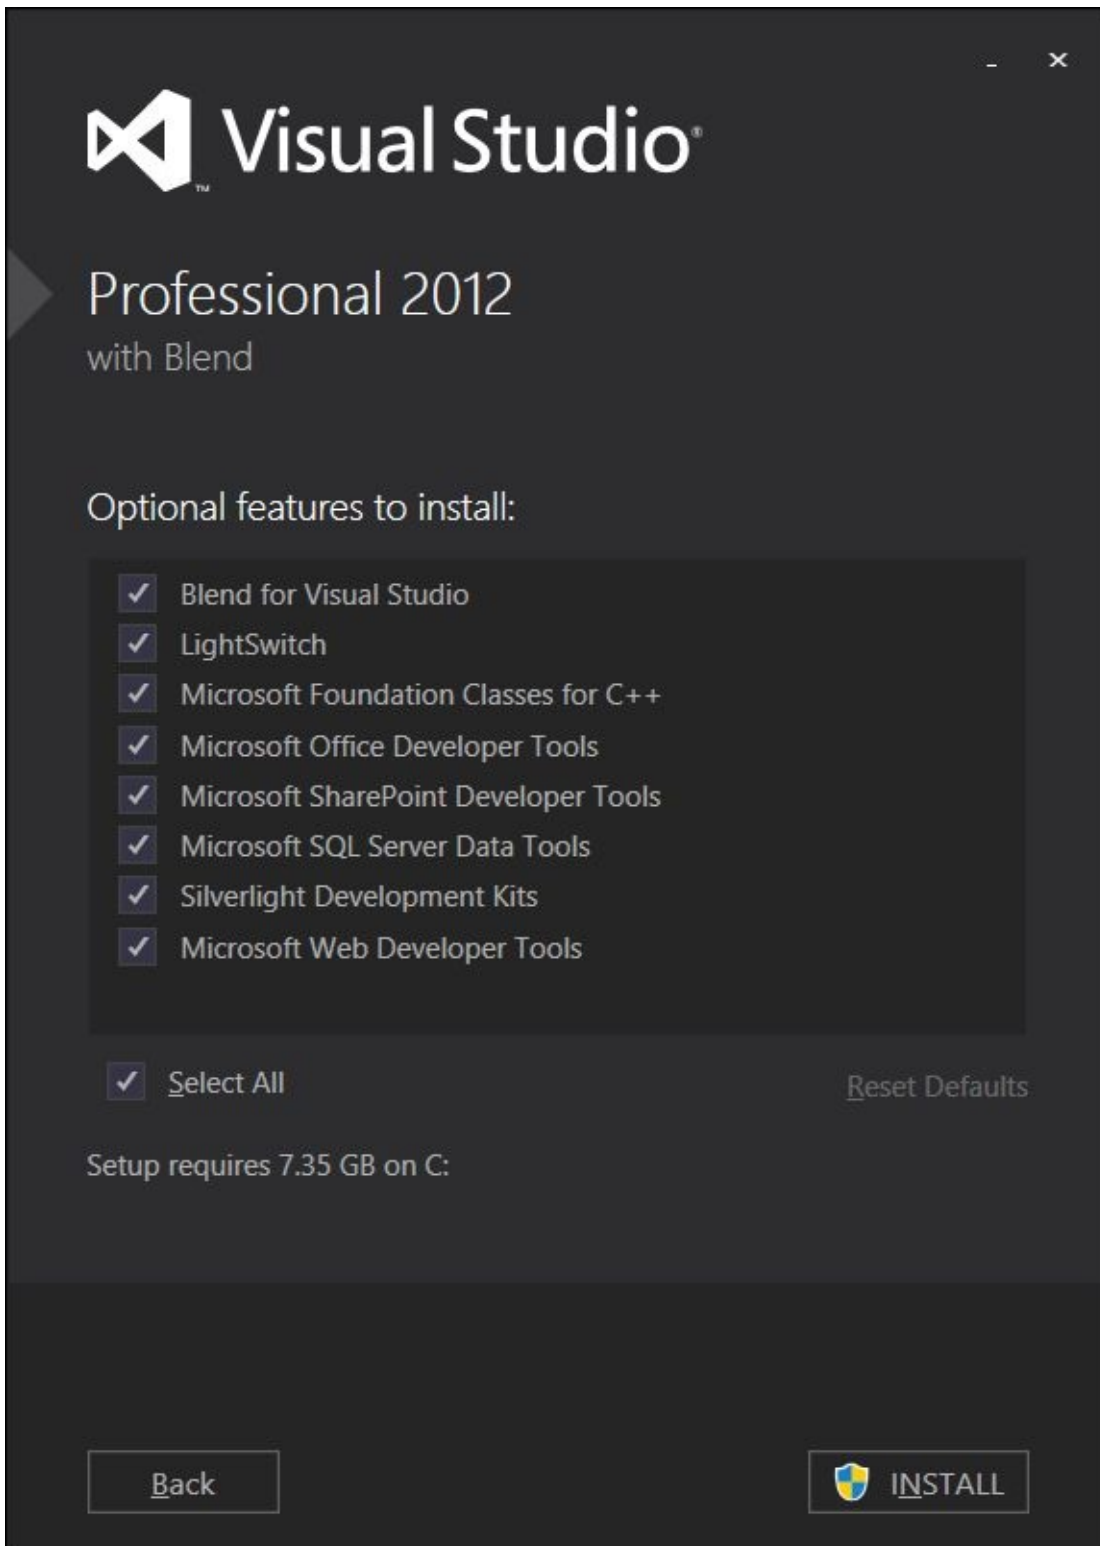 Visual Studio®
™
Professional 2012
with Blend
Optional features to install:
Blend for Visual Studio
LightSwitch
Microsoft Foundation Classes for C++
Microsoft Office Developer Tools
Microsoft SharePoint Developer Tools
Microsoft SQL Server Data Tools
Silverlight Development Kits
Microsoft Web Developer Tools
Select All
Reset Defaults
Setup requires 7.35 GB on C:
Back
INSTALL